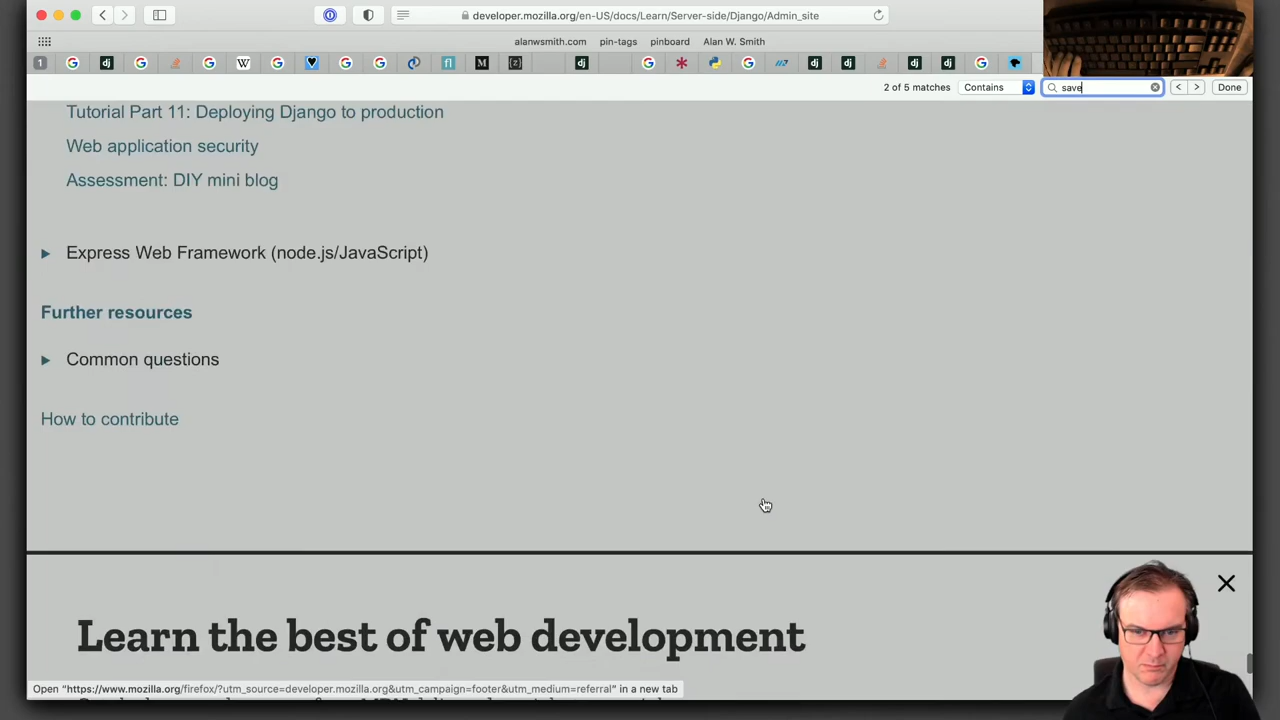 developer.mozilla.org/en-US/docs/Learn/Server-side/Django/Admin_site
alanwsmith.com pin-tags pinboard Alan W. Smith
1
2 of 5 matches Contains save Done
Tutorial Part 11: Deploying Django to production
Web application security
Assessment: DIY mini blog
Express Web Framework (node.js/JavaScript)
Further resources
Common questions
How to contribute
Learn the best of web development
Open “https://www.mozilla.org/firefox/?utm_source=developer.mozilla.org&utm_campaign=footer&utm_medium=referral” in a new tab